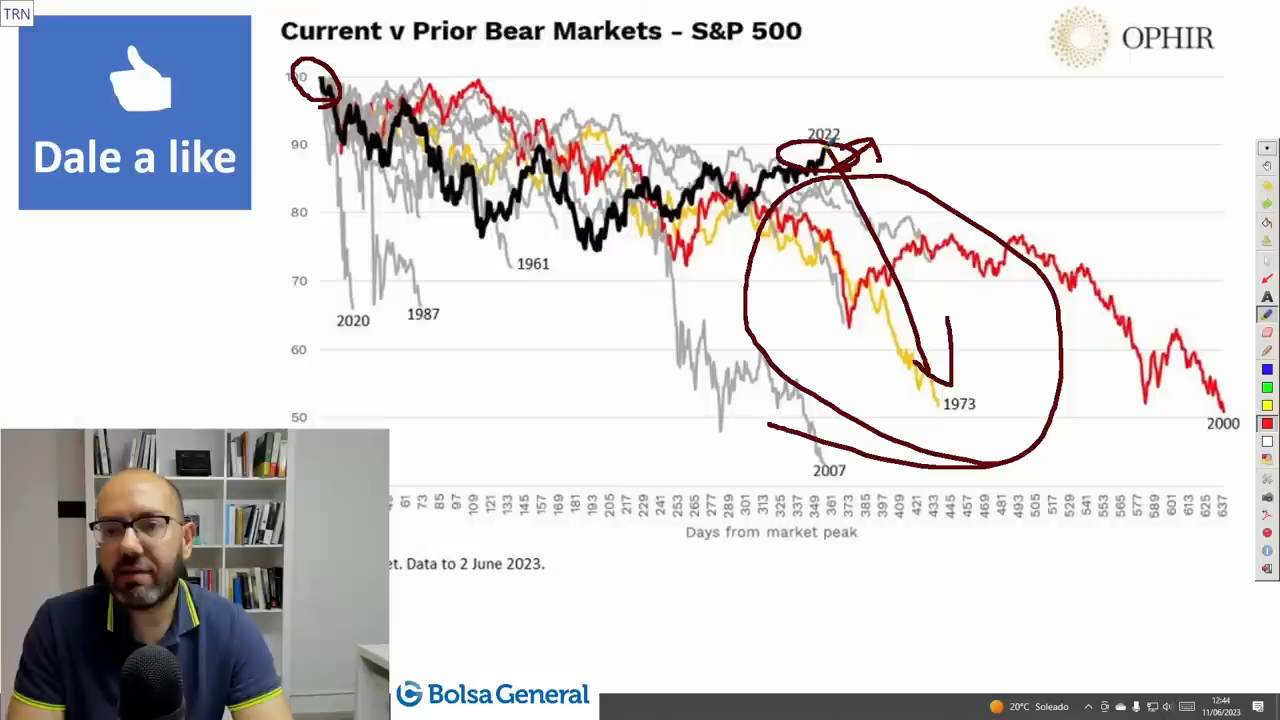 TRN
Current v Prior Bear Markets - S&P 500
OPHIR
Dale a like
100
90
80
70
60
50
2022
1961
2020
1987
1973
2000
2007
61 73 85 97 109 121 133 145 157 169 181 193 205 217 229 241 253 265 277 289 301 313 325 337 349 361 373 385 397 409 421 433 445 457 469 481 493 505 517 529 541 553 565 577 589 601 613 625 637
Days from market peak
et. Data to 2 June 2023.
BolsaGeneral
20°C Soleado
12:44
11/06/2023